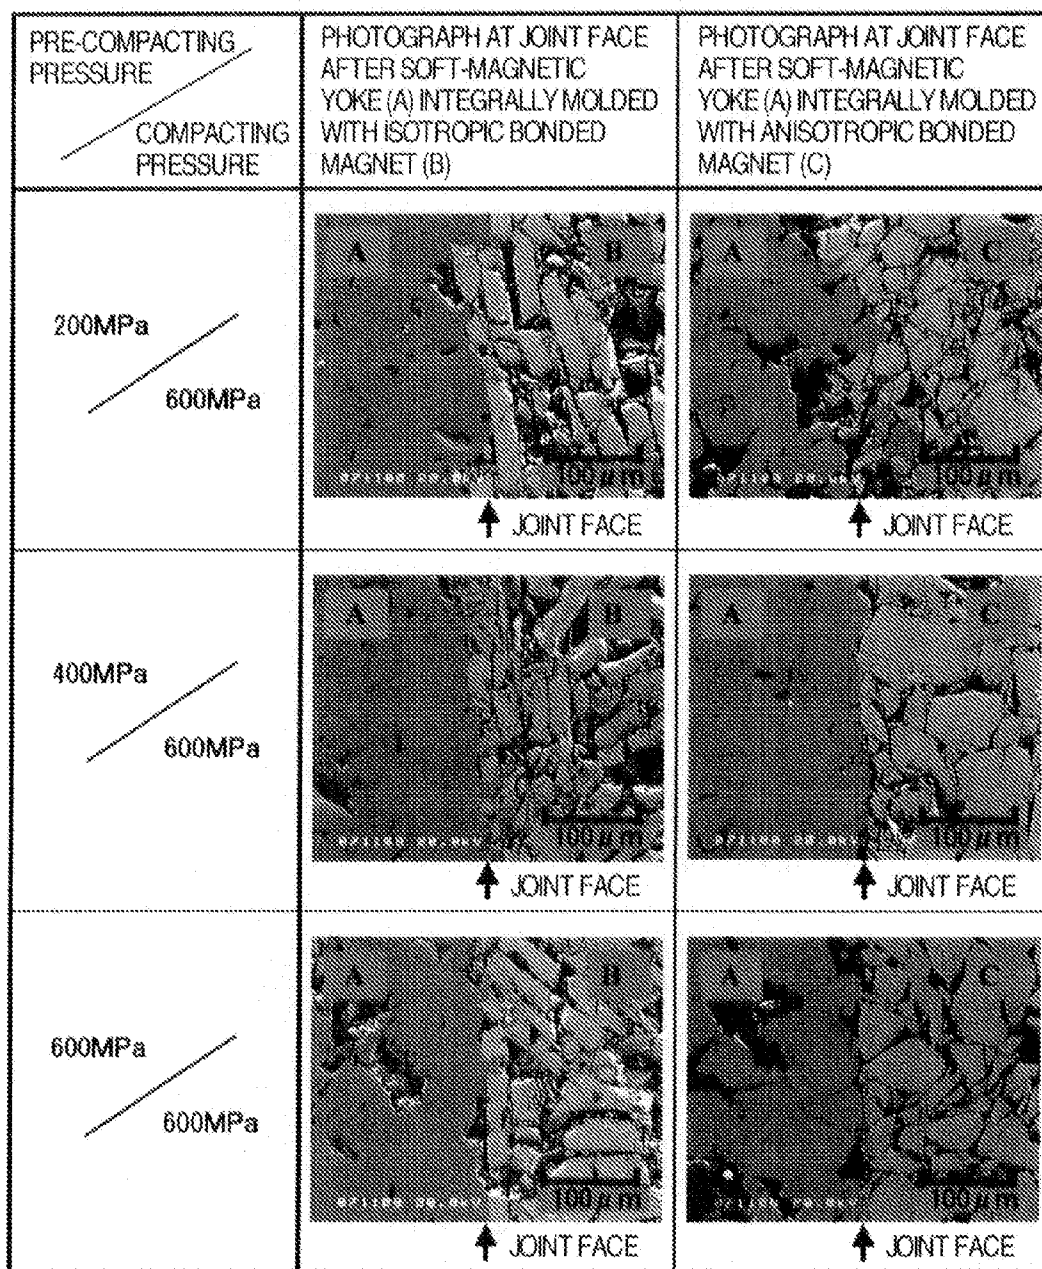 PRE-COMPACTING
PRESSURE
COMPACTING
PRESSURE
PHOTOGRAPH AT JOINT FACE
AFTER SOFT-MAGNETIC
YOKE (A) INTEGRALLY MOLDED
WITH ISOTROPIC BONDED
MAGNET (B)
PHOTOGRAPH AT JOINT FACE
AFTER SOFT-MAGNETIC
YOKE (A) INTEGRALLY MOLDED
WITH ANISOTROPIC BONDED
MAGNET (C)
200MPa
600MPa
A
B
100μm
JOINT FACE
A
C
100μm
JOINT FACE
400MPa
600MPa
A
B
100μm
JOINT FACE
A
C
100μm
JOINT FACE
600MPa
600MPa
A
B
100μm
JOINT FACE
A
C
100μm
JOINT FACE